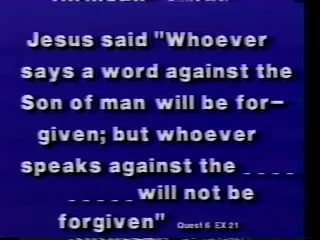 Jesus said "Whoever
says a word against the
Son of man will be for–
given; but whoever
speaks against the _ _ _ _
_ _ _ _ _ will not be
forgiven" Quest 6 EX 21